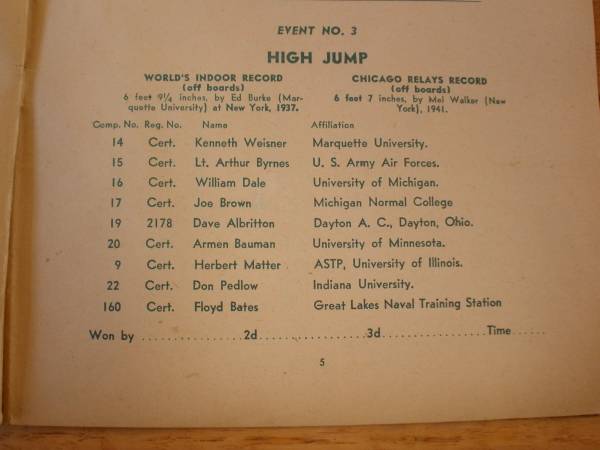 EVENT NO. 3
HIGH JUMP
WORLD'S INDOOR RECORD
(off boards)
6 feet 9¼ inches, by Ed Burke (Mar-
quette University) at New York, 1937.
CHICAGO RELAYS RECORD
(off boards)
6 feet 7 inches, by Mel Walker (New
York), 1941.
Comp. No. Reg. No. Name Affiliation
14 Cert. Kenneth Weisner Marquette University.
15 Cert. Lt. Arthur Byrnes U. S. Army Air Forces.
16 Cert. William Dale University of Michigan.
17 Cert. Joe Brown Michigan Normal College
19 2178 Dave Albritton Dayton A. C., Dayton, Ohio.
20 Cert. Armen Bauman University of Minnesota.
9 Cert. Herbert Matter ASTP, University of Illinois.
22 Cert. Don Pedlow Indiana University.
160 Cert. Floyd Bates Great Lakes Naval Training Station
Won by ..................2d...................3d...................Time......
5